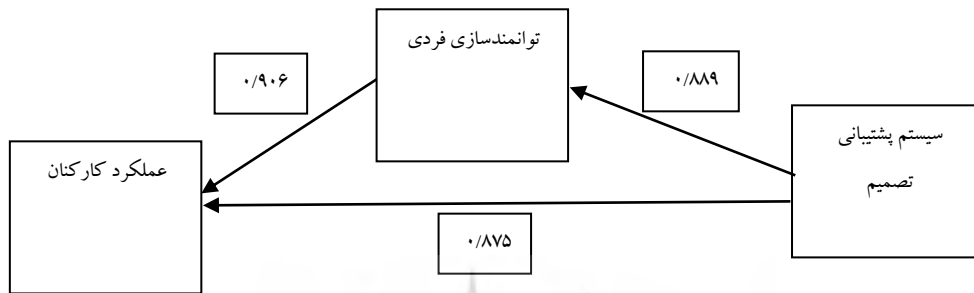 توانمندسازی فردی
۰/۸۸۹
۰/۹۰۶
سیستم پشتیبانی
تصمیم
عملکرد کارکنان
۰/۸۷۵